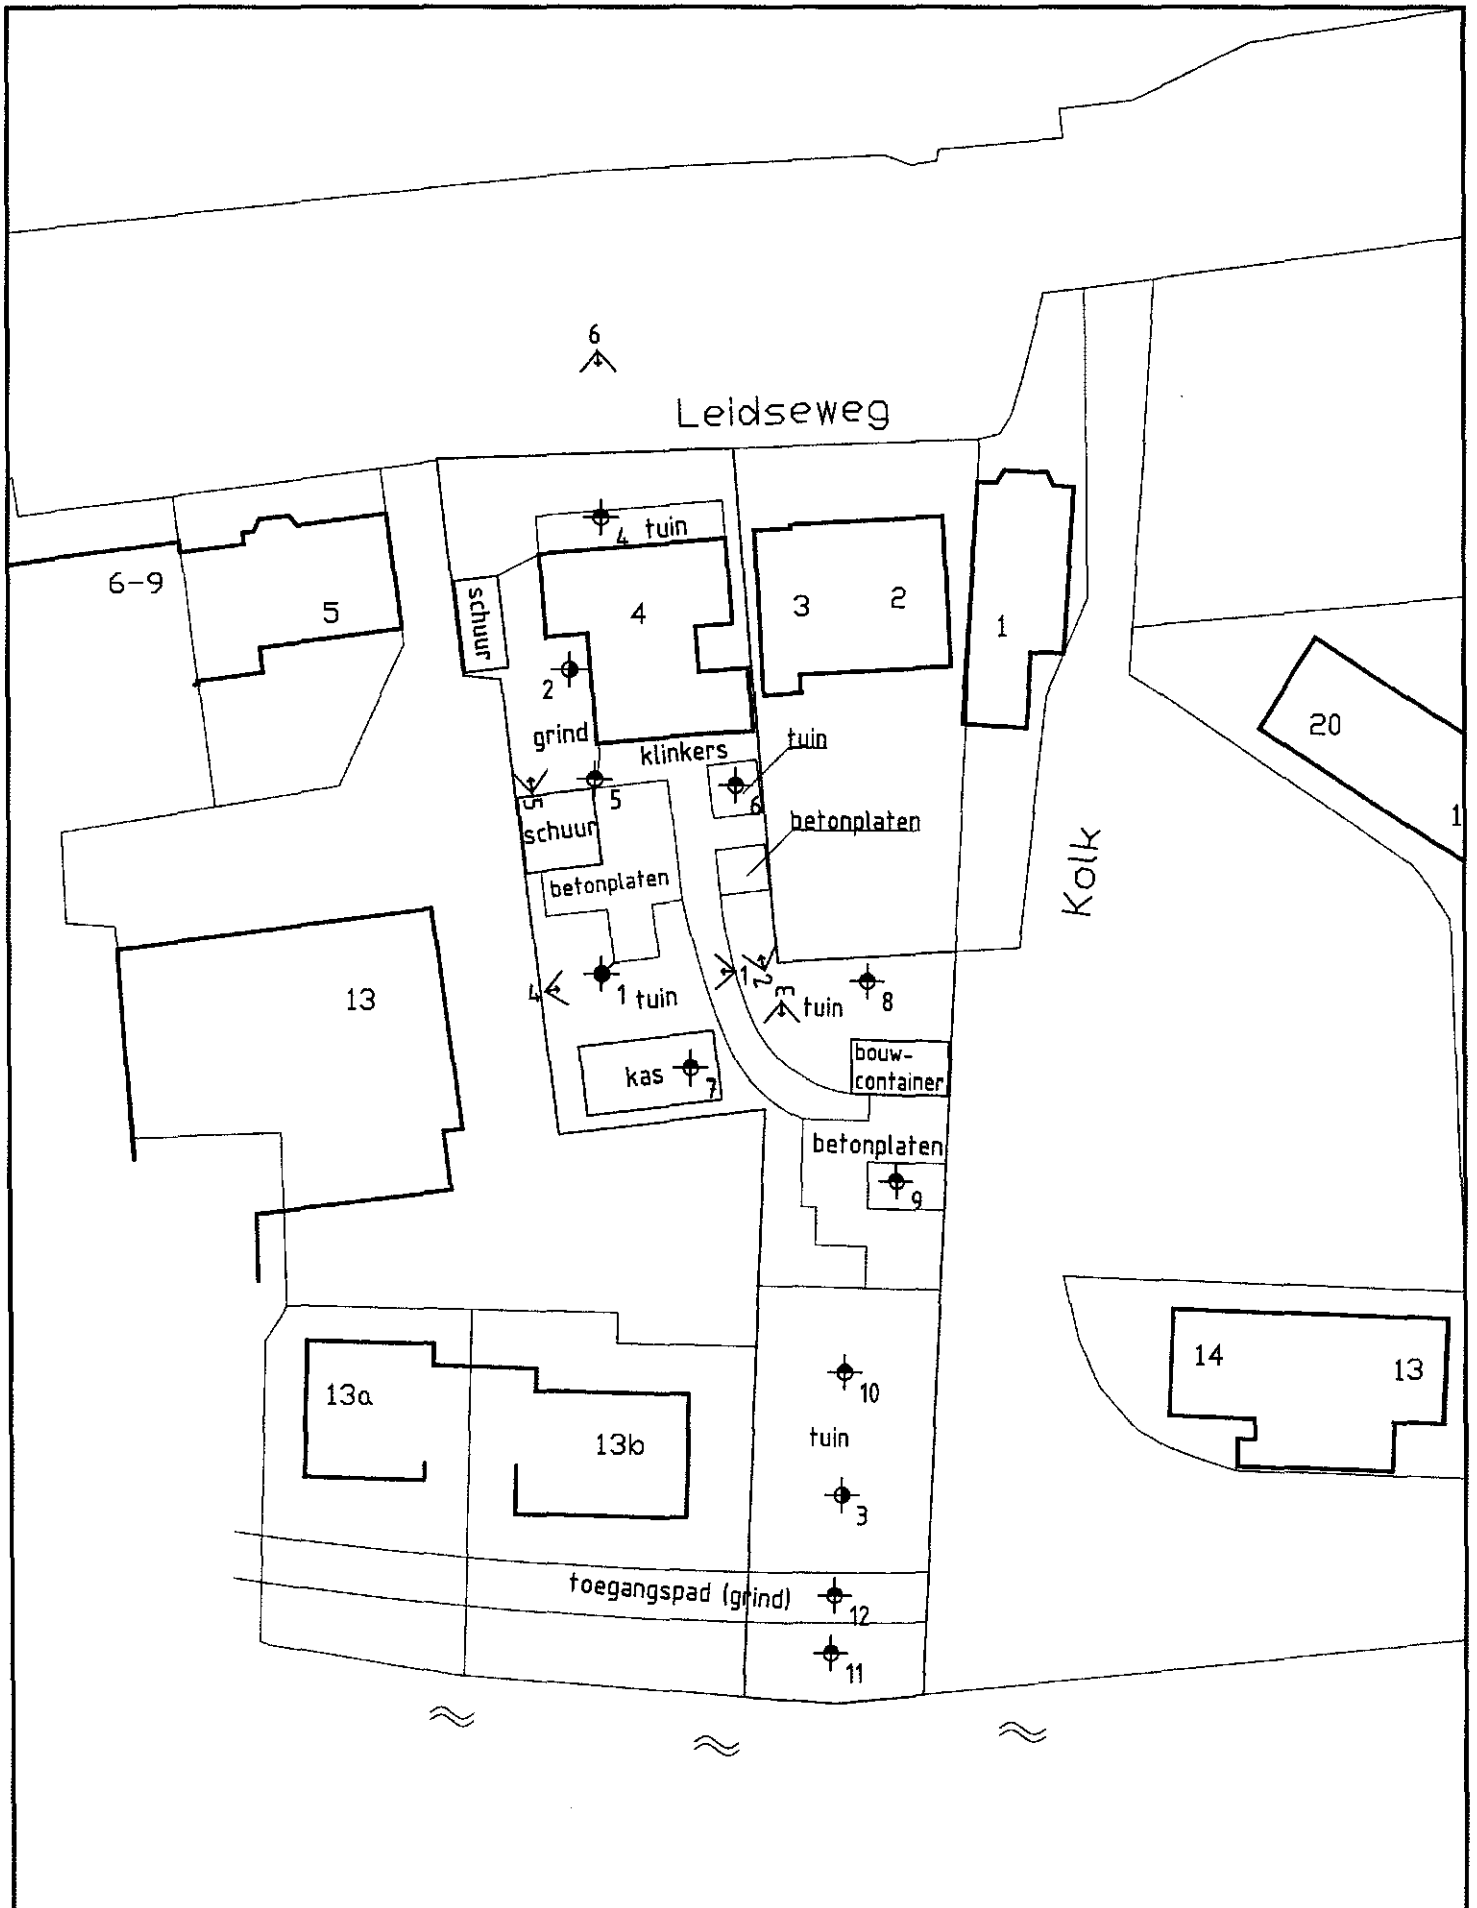 6
Leidseweg
4 tuin
6-9
5
schuur
4
3
2
1
2
20
grind
klinkers
tuin
5
5
6
schuur
betonplaten
1
Kolk
betonplaten
13
4
1
tuin
1
2
3
tuin
8
bouw-
container
kas
7
betonplaten
9
14
13
13a
10
13b
tuin
3
toegangspad (grind)
12
11